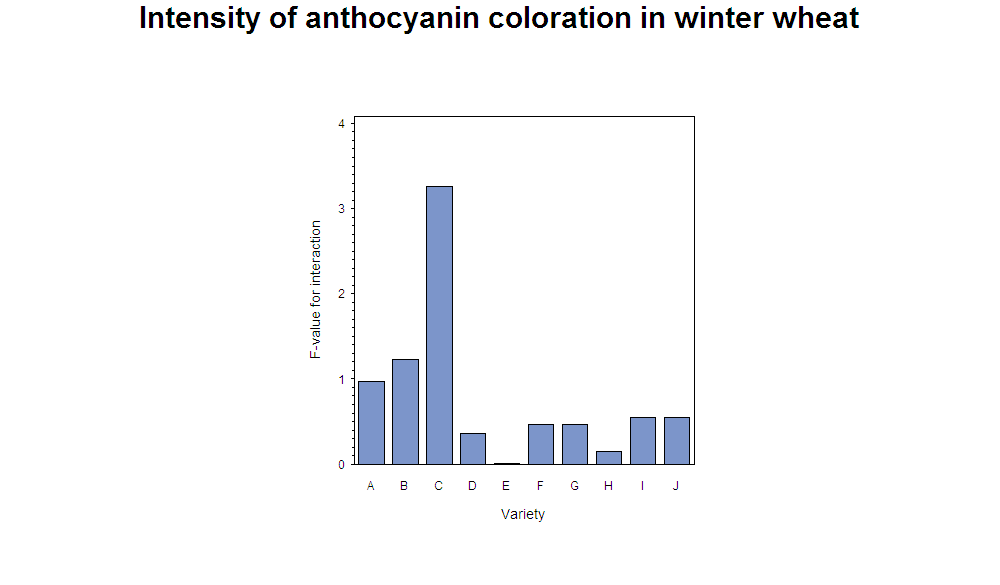 Intensity of anthocyanin coloration in winter wheat
4
3
2
1
0
F-value for interaction
A B C D E F G H I J
Variety